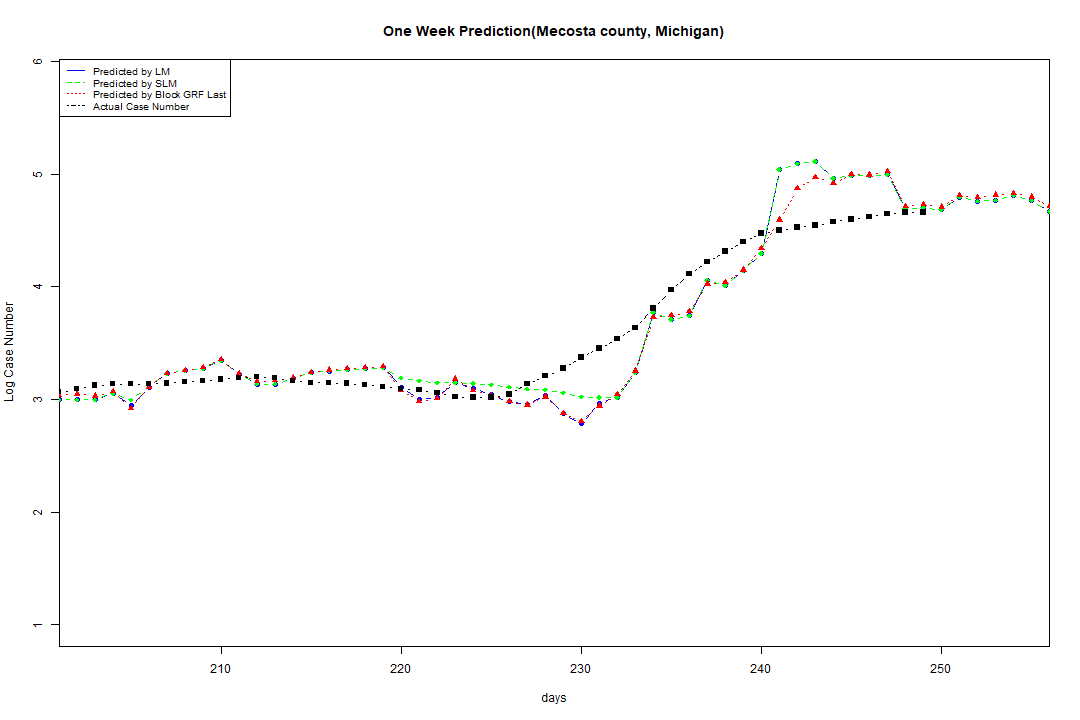 One Week Prediction(Mecosta county, Michigan)
Predicted by LM
Predicted by SLM
Predicted by Block GRF Last
Actual Case Number
6
5
4
3
2
1
Log Case Number
210
220
230
240
250
days